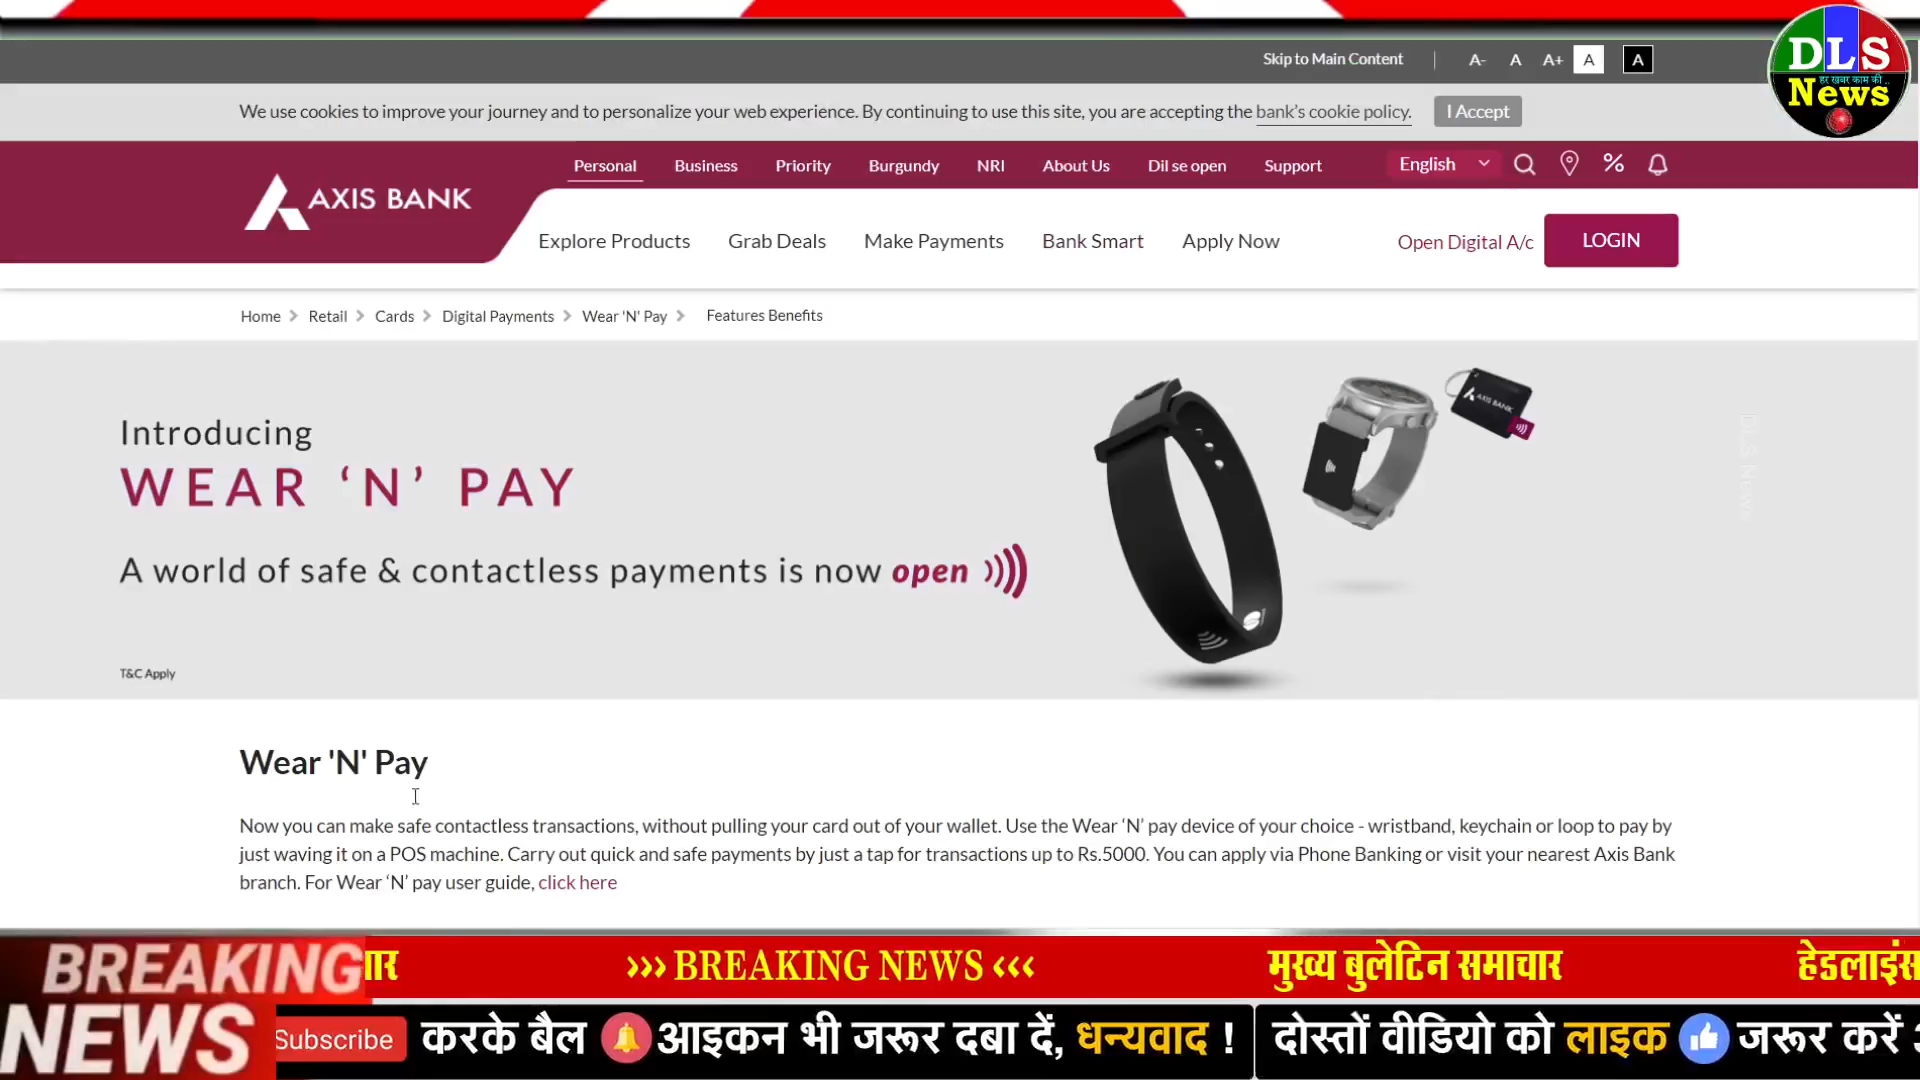 Skip to Main Content A- A A+ A A
DLS
हर खबर काम की..
News
We use cookies to improve your journey and to personalize your web experience. By continuing to use this site, you are accepting the bank's cookie policy. I Accept
Personal Business Priority Burgundy NRI About Us Dil se open Support English
AXIS BANK
Explore Products Grab Deals Make Payments Bank Smart Apply Now Open Digital A/c LOGIN
Home Retail Cards Digital Payments Wear 'N' Pay Features Benefits
Introducing
WEAR ‘N’ PAY
A world of safe & contactless payments is now open
AXIS BANK
DLS News
T&C Apply
Wear 'N' Pay
Now you can make safe contactless transactions, without pulling your card out of your wallet. Use the Wear ‘N’ pay device of your choice - wristband, keychain or loop to pay by
just waving it on a POS machine. Carry out quick and safe payments by just a tap for transactions up to Rs.5000. You can apply via Phone Banking or visit your nearest Axis Bank
branch. For Wear ‘N’ pay user guide, click here
BREAKING NEWS
››› BREAKING NEWS ‹‹‹ मुख्य बुलेटिन समाचार हेडलाइंस
Subscribe करके बैल आइकन भी जरूर दबा दें, धन्यवाद ! दोस्तों वीडियो को लाइक जरूर करें